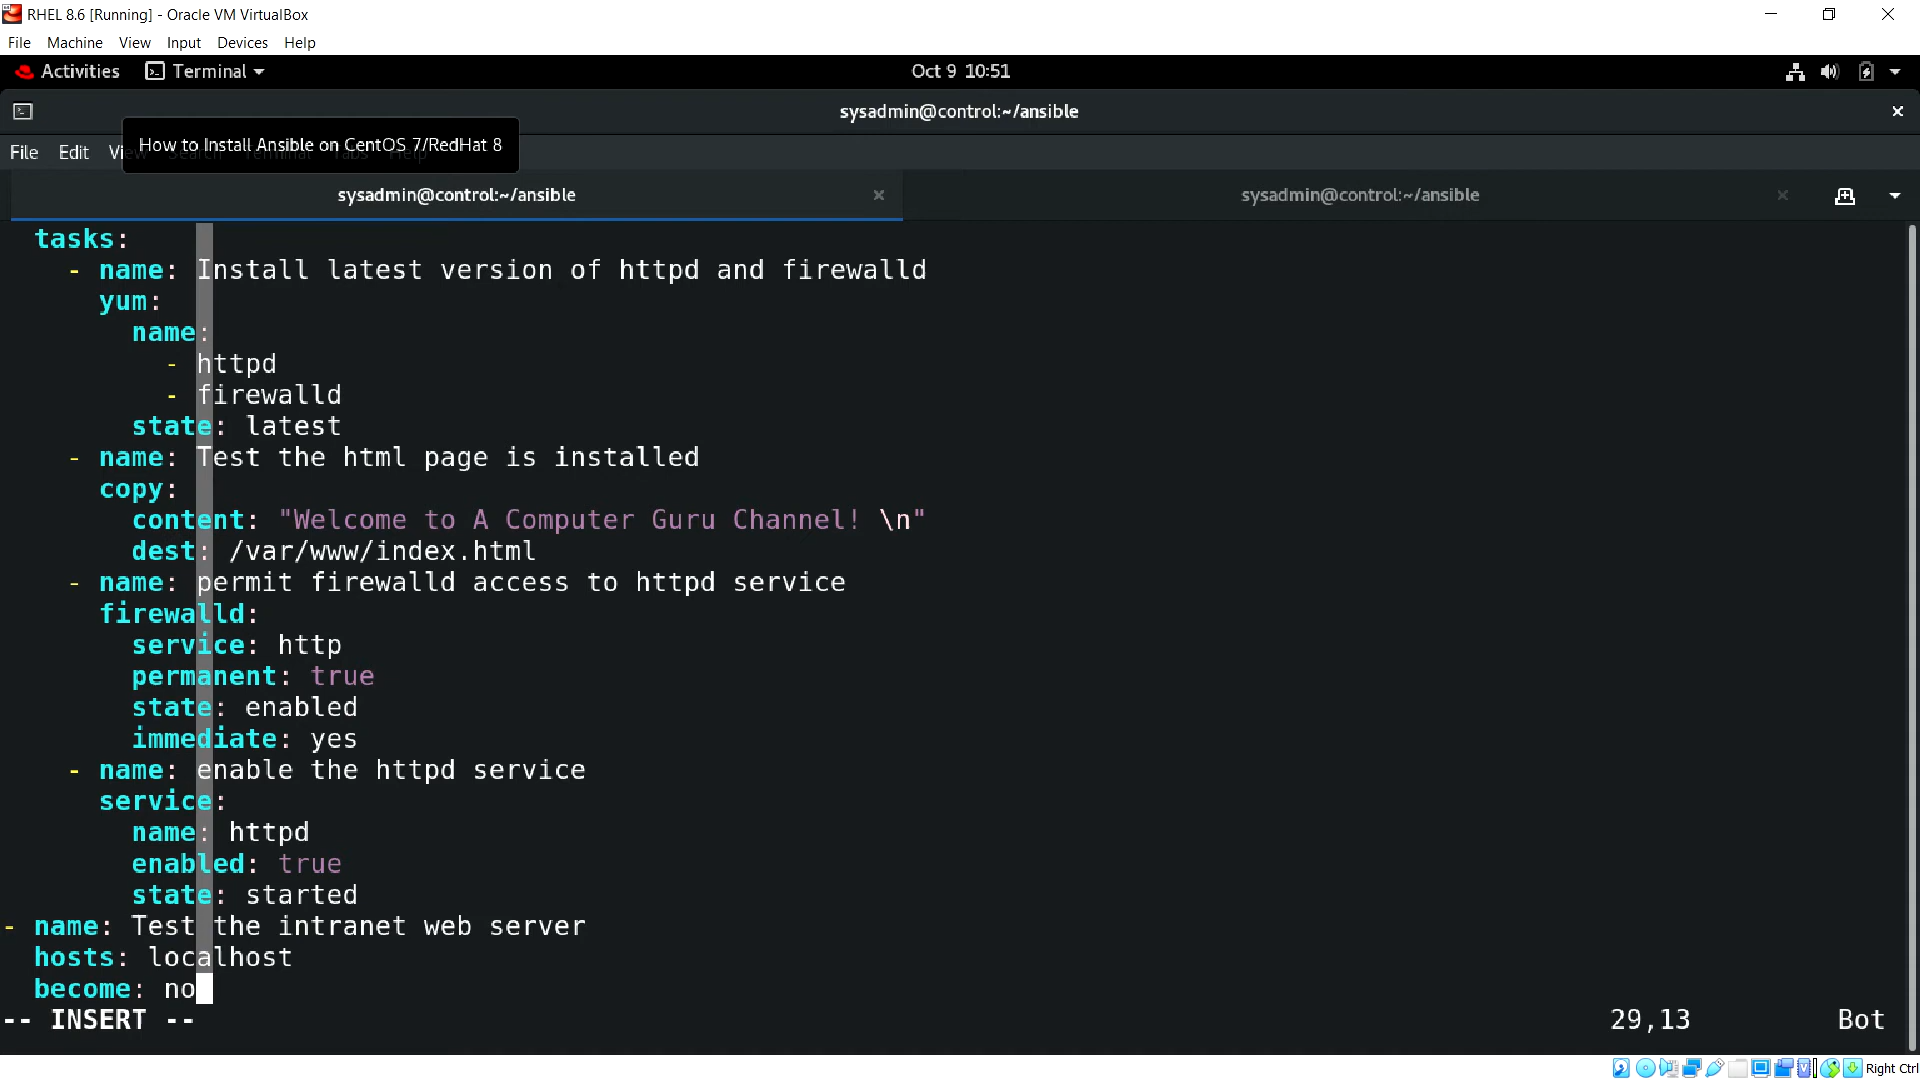 RHEL 8.6 [Running] - Oracle VM VirtualBox
File Machine View Input Devices Help
Activities Terminal Oct 9 10:51
sysadmin@control:~/ansible
How to Install Ansible on CentOS 7/RedHat 8
File Edit View Search Terminal Tabs Help
sysadmin@control:~/ansible sysadmin@control:~/ansible
tasks:
- name: Install latest version of httpd and firewalld
yum:
name:
- httpd
- firewalld
state: latest
- name: Test the html page is installed
copy:
content: "Welcome to A Computer Guru Channel! \n"
dest: /var/www/index.html
- name: permit firewalld access to httpd service
firewalld:
service: http
permanent: true
state: enabled
immediate: yes
- name: enable the httpd service
service:
name: httpd
enabled: true
state: started
- name: Test the intranet web server
hosts: localhost
become: no
-- INSERT -- 29,13 Bot
Right Ctrl